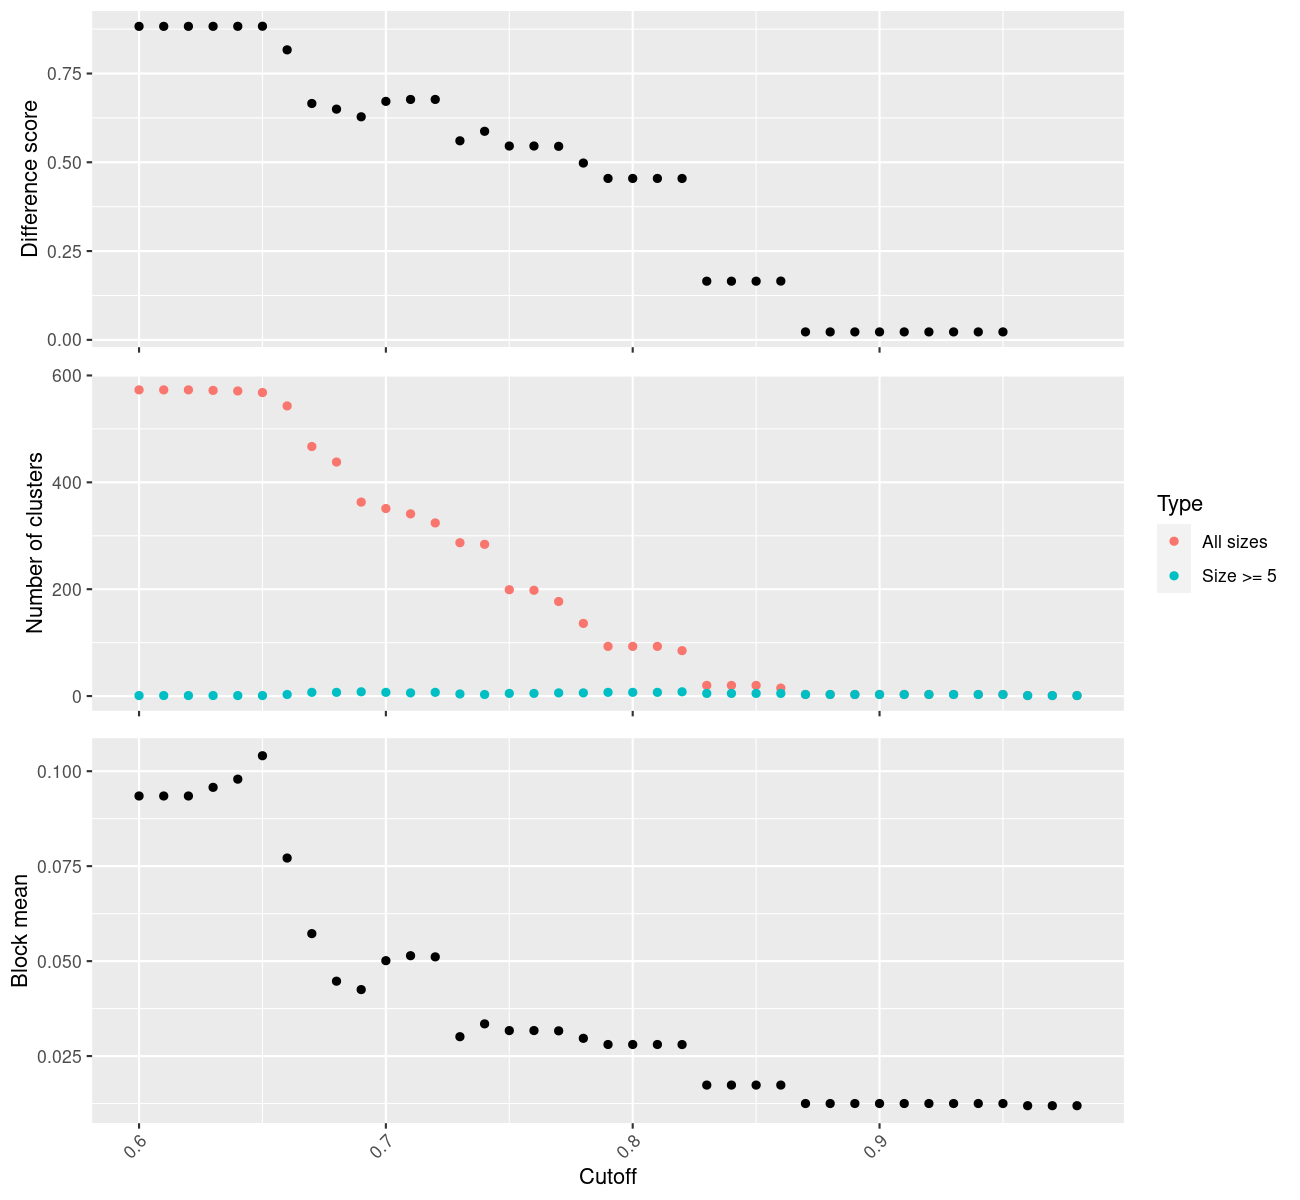 Difference score
0.75
0.50
0.25
0.00
Number of clusters
600
400
200
0
Type
All sizes
Size >= 5
Block mean
0.100
0.075
0.050
0.025
0.6
0.7
0.8
0.9
Cutoff